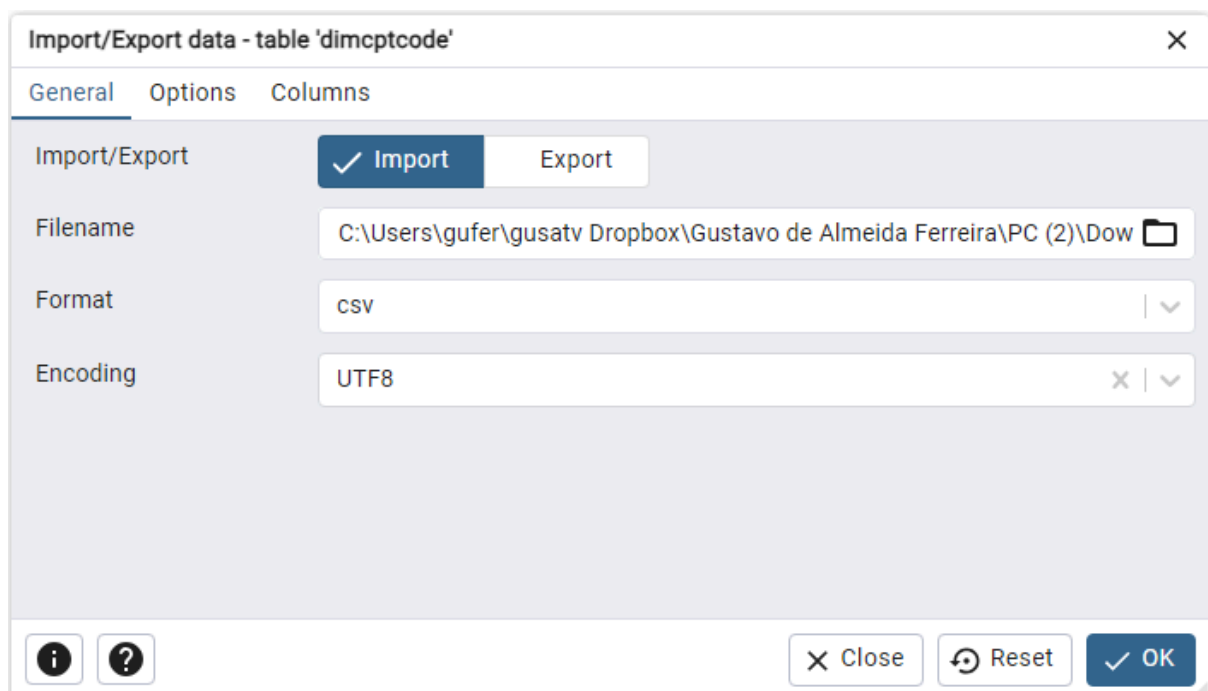 Import/Export data - table 'dimcptcode'
General Options Columns
Import/Export Import Export
Filename C:\Users\gufer\gusatv Dropbox\Gustavo de Almeida Ferreira\PC (2)\Dow
Format csv
Encoding UTF8
Close Reset OK